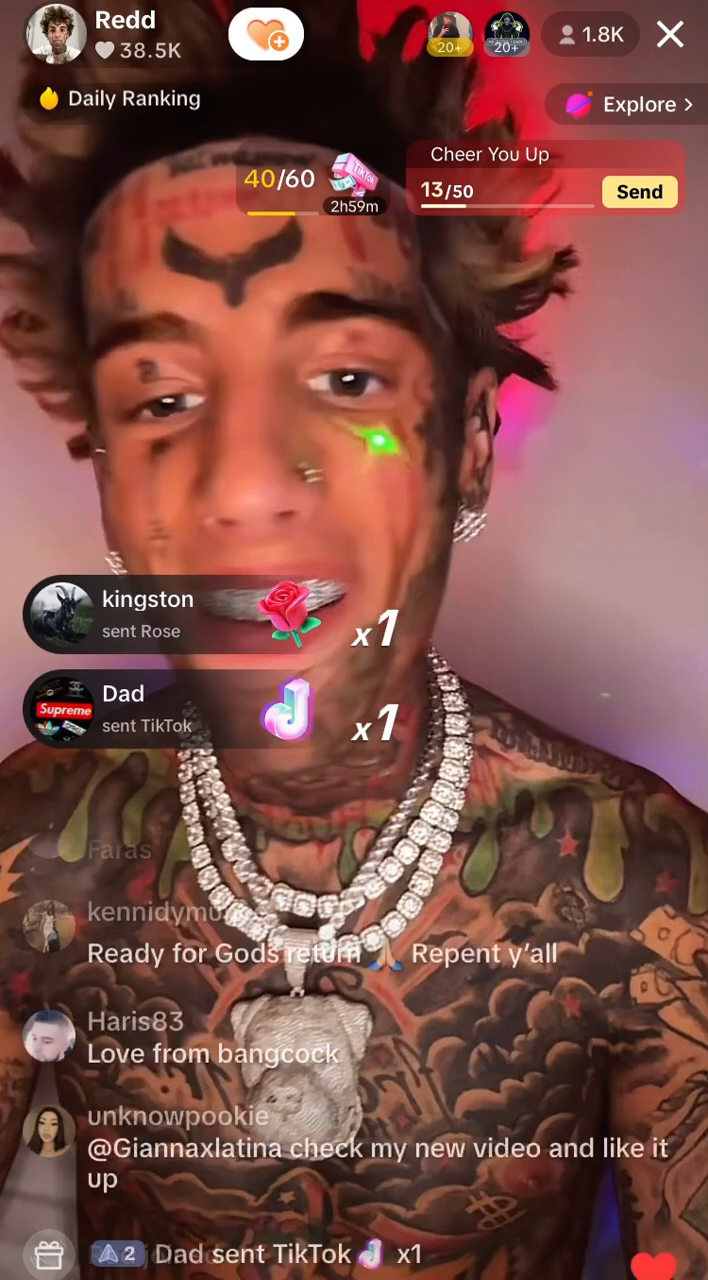 Redd
38.5K
20+
20+
1.8K
Daily Ranking
Explore >
Cheer You Up
40/60
TikTok
2h59m
13/50
Send
kingston
sent Rose
x1
Dad
Supreme
sent TikTok
x1
Faras
Ready for Gods return 🙏🏼 Repent y'all
Haris83
Love from bangcock
unknowpookie
@Giannaxlatina check my new video and like it
up
2 Dad sent TikTok x1